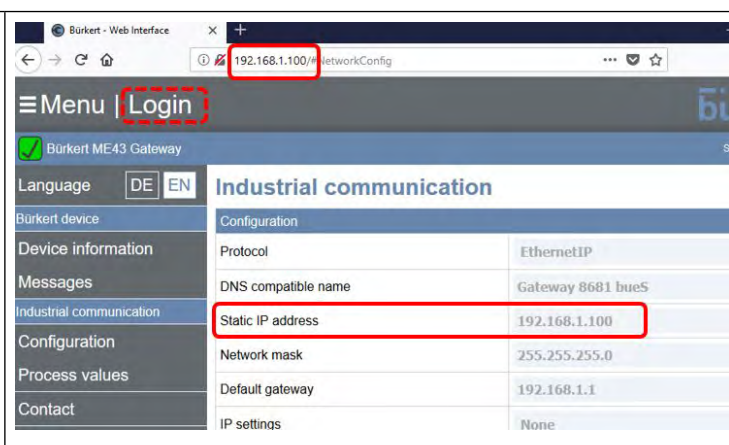 Bürkert - Web Interface
192.168.1.100/#NetworkConfig
≡Menu | Login
Bürkert ME43 Gateway
Language DE EN
Industrial communication
Bürkert device
Configuration
Device information
Protocol EthernetIP
Messages
DNS compatible name Gateway 8681 bueS
Industrial communication
Static IP address 192.168.1.100
Configuration
Network mask 255.255.255.0
Process values
Default gateway 192.168.1.1
Contact
IP settings None